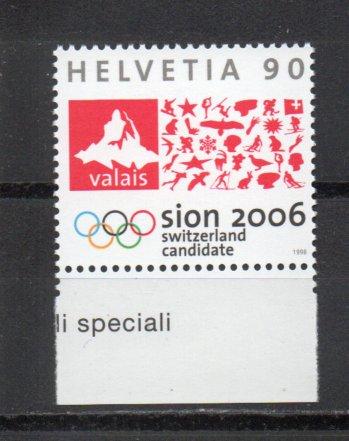 HELVETIA 90
valais
sion 2006
switzerland
candidate
1998
li speciali